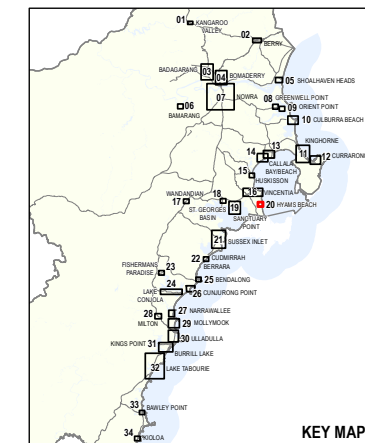 01
KANGAROO
VALLEY
02
BERRY
BADAGARANG
03
04
BOMADERRY
05
SHOALHAVEN HEADS
07
NOWRA
06
BAMARANG
08
GREENWELL POINT
09
ORIENT POINT
10
CULBURRA BEACH
KINGHORNE
11
12
CURRARONG
13
14
CALLALA
BAY/BEACH
15
HUSKISSON
16
VINCENTIA
WANDANDIAN
17
18
ST. GEORGES
BASIN
19
SANCTUARY
POINT
20
HYAMS BEACH
21
SUSSEX INLET
22
CUDMIRRAH
BERRARA
FISHERMANS
PARADISE
23
24
25
BENDALONG
LAKE
CONJOLA
26
CUNJURONG POINT
27
NARRAWALLEE
28
MILTON
29
MOLLYMOOK
30
ULLADULLA
KINGS POINT
31
BURRILL LAKE
32
LAKE TABOURIE
33
BAWLEY POINT
34
KIOLOA
KEY MAP